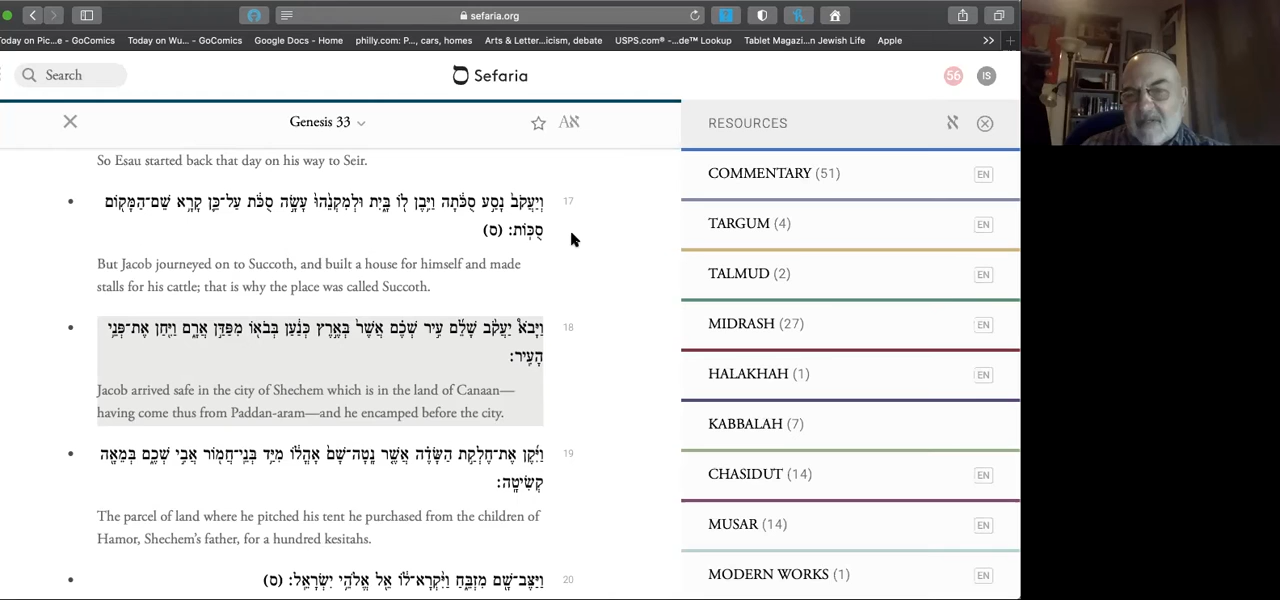 sefaria.org
Today on Pic...e - GoComics Today on Wu... - GoComics Google Docs - Home philly.com: P..., cars, homes Arts & Letter...icism, debate USPS.com® -...de™ Lookup Tablet Magazi...n Jewish Life Apple
Search
Sefaria
56 IS
Genesis 33
So Esau started back that day on his way to Seir.
17
וְיַעֲקֹב֙ נָסַ֣ע סֻכֹּ֔תָה וַיִּ֥בֶן ל֖וֹ בָּ֑יִת וּלְמִקְנֵ֙הוּ֙ עָשָׂ֣ה סֻכֹּ֔ת עַל־כֵּ֛ן קָרָ֥א שֵׁם־הַמָּק֖וֹם
סֻכּֽוֹת׃ (ס)
But Jacob journeyed on to Succoth, and built a house for himself and made
stalls for his cattle; that is why the place was called Succoth.
18
וַיָּבֹא֩ יַעֲקֹ֨ב שָׁלֵ֜ם עִ֣יר שְׁכֶ֗ם אֲשֶׁר֙ בְּאֶ֣רֶץ כְּנַ֔עַן בְּבֹא֖וֹ מִפַּדַּ֣ן אֲרָ֑ם וַיִּ֖חַן אֶת־פְּנֵ֥י
הָעִֽיר׃
Jacob arrived safe in the city of Shechem which is in the land of Canaan—
having come thus from Paddan-aram—and he encamped before the city.
19
וַיִּ֜קֶן אֶת־חֶלְקַ֣ת הַשָּׂדֶ֗ה אֲשֶׁ֤ר נָֽטָה־שָׁם֙ אׇהֳל֔וֹ מִיַּ֥ד בְּנֵֽי־חֲמ֖וֹר אֲבִ֣י שְׁכֶ֑ם בְּמֵאָ֖ה
קְשִׂיטָֽה׃
The parcel of land where he pitched his tent he purchased from the children of
Hamor, Shechem’s father, for a hundred kesitahs.
20
וַיַּצֶּב־שָׁ֖ם מִזְבֵּ֑חַ וַיִּ֨קְרָא־ל֔וֹ אֵ֖ל אֱלֹהֵ֥י יִשְׂרָאֵֽל׃ (ס)
RESOURCES
COMMENTARY (51) EN
TARGUM (4) EN
TALMUD (2) EN
MIDRASH (27) EN
HALAKHAH (1) EN
KABBALAH (7)
CHASIDUT (14) EN
MUSAR (14) EN
MODERN WORKS (1) EN